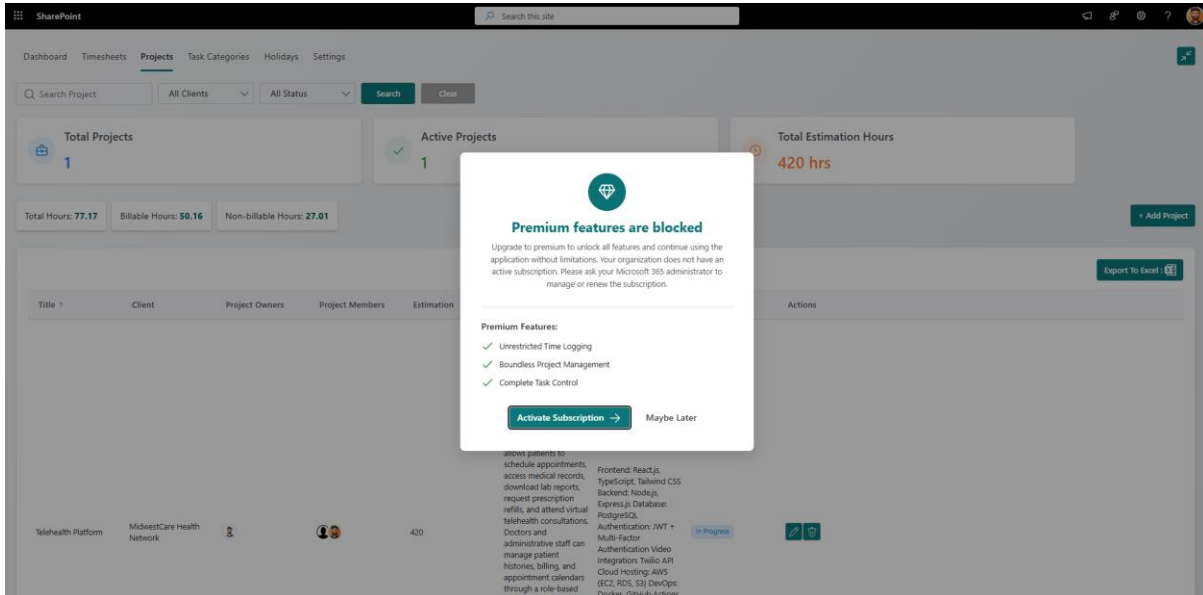 SharePoint
Search this site
?
Dashboard Timesheets Projects Task Categories Holidays Settings
Search Project All Clients All Status Search Clear
Total Projects
1
Active Projects
1
Total Estimation Hours
420 hrs
Total Hours: 77.17 Billable Hours: 50.16 Non-billable Hours: 27.01
+ Add Project
Export To Excel :
Title ↑ Client Project Owners Project Members Estimation Actions
Premium features are blocked
Upgrade to premium to unlock all features and continue using the
application without limitations. Your organization does not have an
active subscription. Please ask your Microsoft 365 administrator to
manage or renew the subscription.
Premium Features:
Unrestricted Time Logging
Boundless Project Management
Complete Task Control
Activate Subscription → Maybe Later
Telehealth Platform
MidwestCare Health
Network
420
allows patients to
schedule appointments,
access medical records,
download lab reports,
request prescription
refills, and attend virtual
telehealth consultations.
Doctors and
administrative staff can
manage patient
histories, billing, and
appointment calendars
through a role-based
Frontend: React.js,
TypeScript, Tailwind CSS
Backend: Node.js,
Express.js Database:
PostgreSQL
Authentication: JWT +
Multi-Factor
Authentication Video
Integration: Twilio API
Cloud Hosting: AWS
(EC2, RDS, S3) DevOps:
Docker, GitHub Actions
In Progress